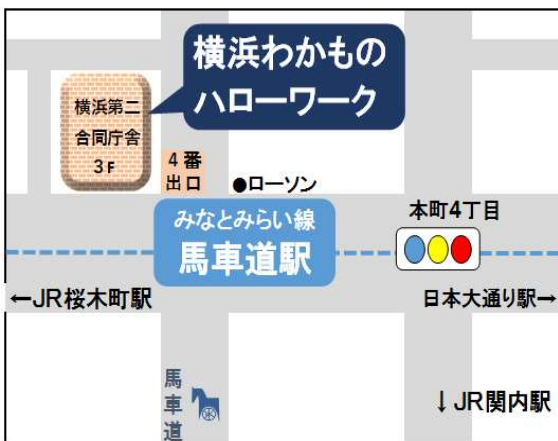 横浜わかもの
ハローワーク
横浜第二
合同庁舎
3F
4番
出口
●ローソン
みなとみらい線
馬車道駅
本町4丁目
←JR桜木町駅
日本大通り駅→
馬車道
↓JR関内駅